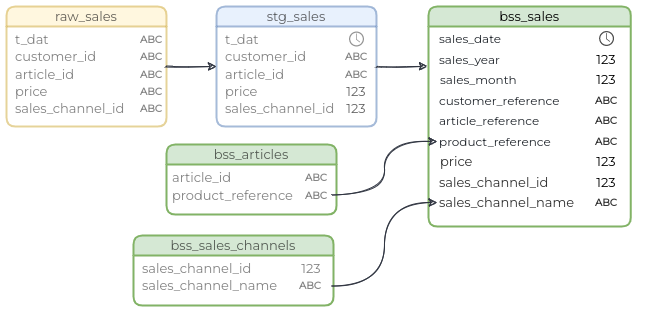 raw_sales
t_dat ABC
customer_id ABC
article_id ABC
price ABC
sales_channel_id ABC
stg_sales
t_dat
customer_id ABC
article_id ABC
price 123
sales_channel_id 123
bss_sales
sales_date
sales_year 123
sales_month 123
customer_reference ABC
article_reference ABC
product_reference ABC
price 123
sales_channel_id 123
sales_channel_name ABC
bss_articles
article_id ABC
product_reference ABC
bss_sales_channels
sales_channel_id 123
sales_channel_name ABC